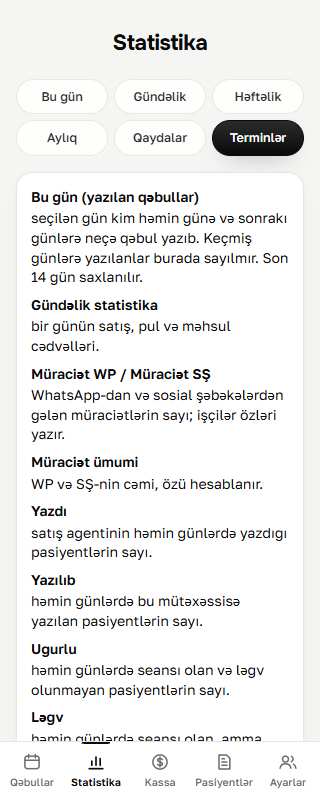 Statistika
Bu gün
Gündəlik
Həftəlik
Aylıq
Qaydalar
Terminlər
Bu gün (yazılan qəbullar)
seçilən gün kim həmin günə və sonrakı
günlərə neçə qəbul yazıb. Keçmiş
günlərə yazılanlar burada sayılmır. Son
14 gün saxlanılır.
Gündəlik statistika
bir günün satış, pul və məhsul
cədvəlləri.
Müraciət WP / Müraciət SŞ
WhatsApp-dan və sosial şəbəkələrdən
gələn müraciətlərin sayı; işçilər özləri
yazır.
Müraciət ümumi
WP və SŞ-nin cəmi, özü hesablanır.
Yazdı
satış agentinin həmin günlərdə yazdığı
pasiyentlərin sayı.
Yazılıb
həmin günlərdə bu mütəxəssisə
yazılan pasiyentlərin sayı.
Uğurlu
həmin günlərdə seansı olan və ləğv
olunmayan pasiyentlərin sayı.
Ləğv
həmin günlərdə seansı olan, amma
Qəbullar
Statistika
Kassa
Pasiyentlər
Ayarlar